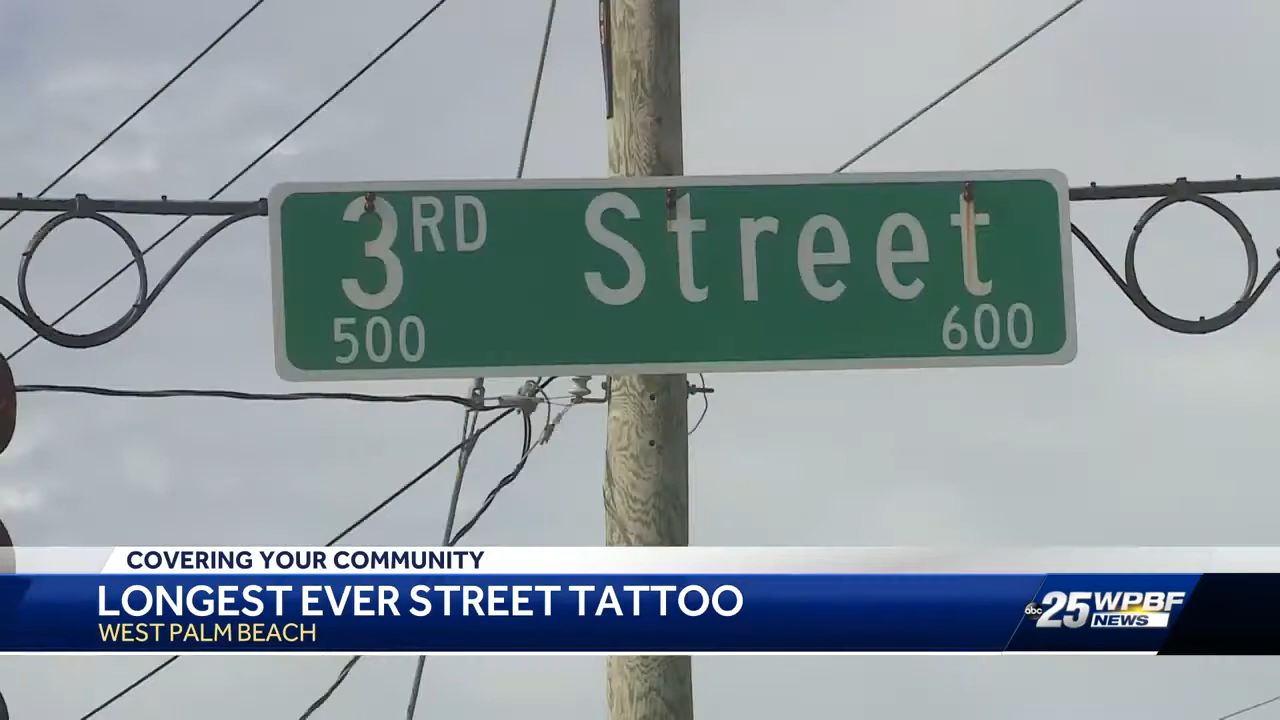 3RD Street
500 600
COVERING YOUR COMMUNITY
LONGEST EVER STREET TATTOO
WEST PALM BEACH
abc 25 WPBF
NEWS